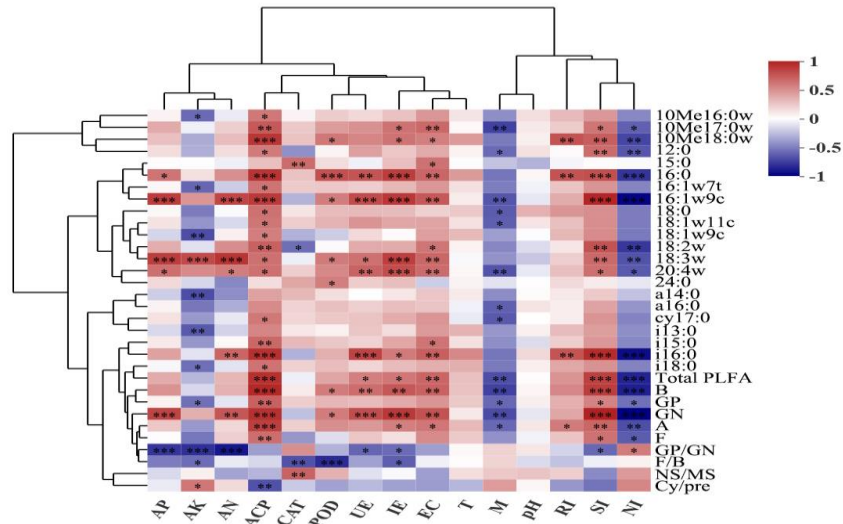 1
0.5
0
-0.5
-1
* * 10Me16:0w
** * ** ** * * 10Me17:0w
*** * * * ** ** ** 10Me18:0w
* * ** ** 12:0
** * 15:0
* *** *** ** *** ** ** *** *** 16:0
* * 16:1w7t
*** *** *** * *** *** ** ** *** *** 16:1w9c
* * 18:0
* * 18:1w11c
** * 18:1w9c
** * * ** ** 18:2w
*** *** *** * * * *** ** ** * 18:3w
* * * ** *** ** ** * * 20:4w
* 24:0
** a14:0
* a16:0
* * cy17:0
** i13:0
** * i15:0
** *** *** * ** ** *** *** i16:0
* * i18:0
*** * * ** ** *** *** Total PLFA
*** * ** ** ** ** *** *** B
* ** * * * GP
*** ** *** * *** *** ** ** *** *** GN
*** * * * * ** ** A
** * * F
*** *** *** * * * * GP/GN
* ** *** * F/B
** NS/MS
* ** Cy/pre
AP AK AN ACP CAT POD UE IE EC T M pH RI SI NI